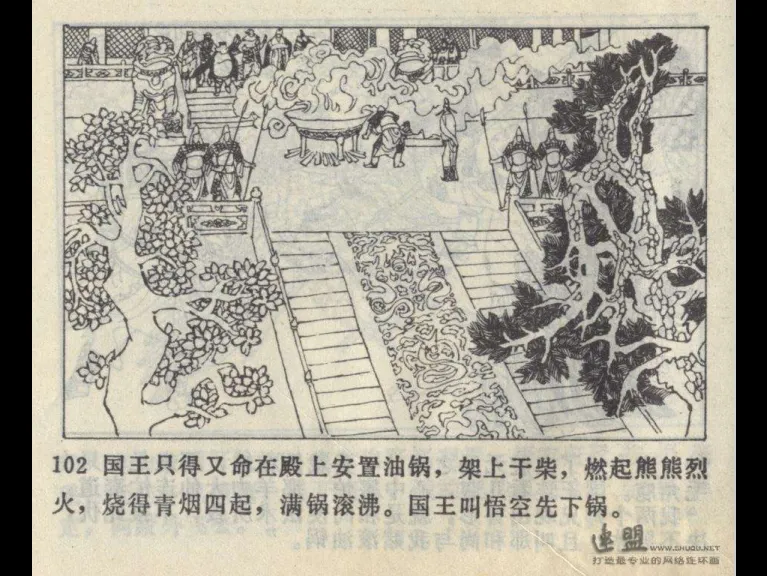 102 国王只得又命在殿上安置油锅，架上干柴，燃起熊熊烈
火，烧得青烟四起，满锅滚沸。国王叫悟空先下锅。
连盟 WWW.SHUQU.NET
打造最专业的网络连环画